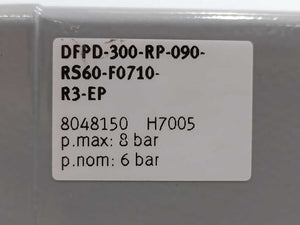 DFPD-300-RP-090-
RS60-F0710-
R3-EP
8048150 H7005
p.max: 8 bar
p.nom: 6 bar